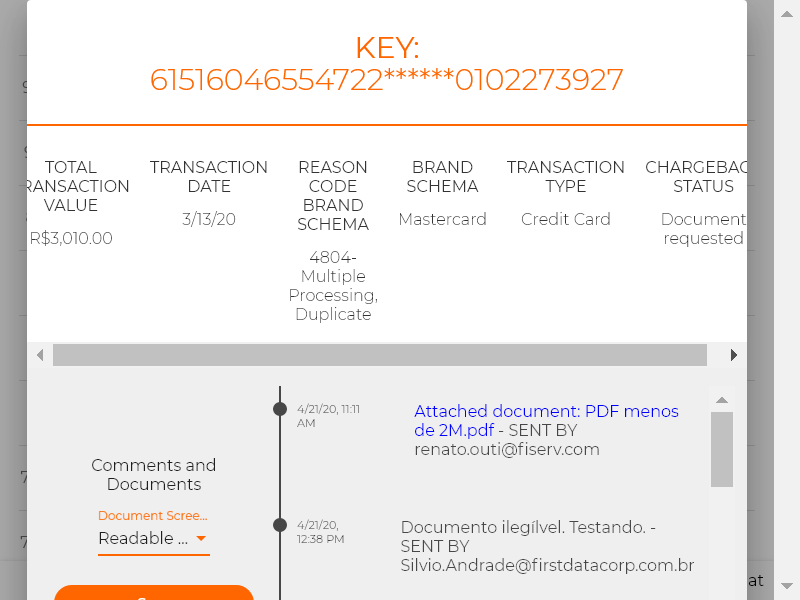 KEY:
61516046554722******0102273927
TOTAL
RANSACTION
VALUE
R$3,010.00
TRANSACTION
DATE
3/13/20
REASON
CODE
BRAND
SCHEMA
4804-
Multiple
Processing,
Duplicate
BRAND
SCHEMA
Mastercard
TRANSACTION
TYPE
Credit Card
CHARGEBAC
STATUS
Document
requested
Comments and
Documents
Document Scree...
Readable ...
4/21/20, 11:11
AM
Attached document: PDF menos
de 2M.pdf - SENT BY
renato.outi@fiserv.com
4/21/20,
12:38 PM
Documento ilegílvel. Testando. -
SENT BY
Silvio.Andrade@firstdatacorp.com.br
at